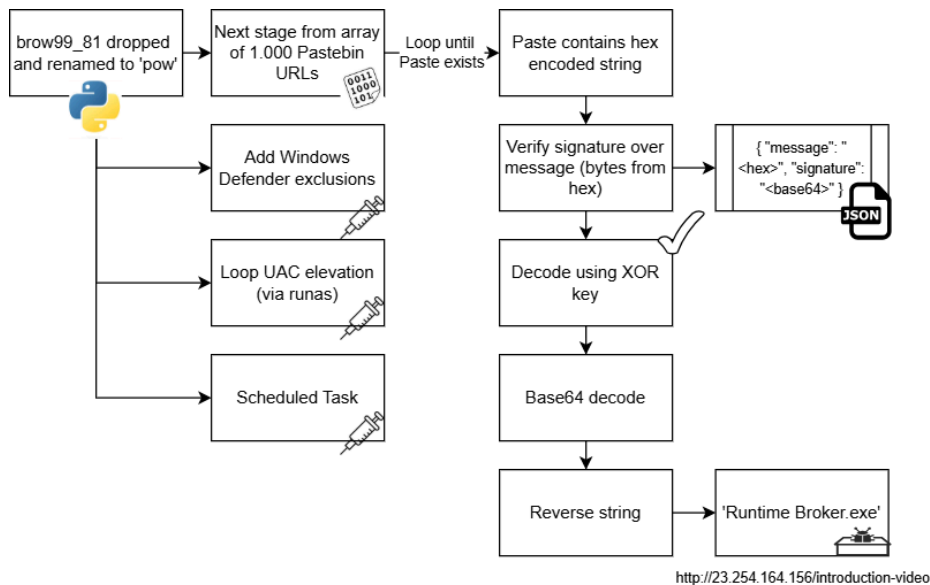 brow99_81 dropped
and renamed to 'pow'
Next stage from array
of 1.000 Pastebin
URLs
0011
1000
101
Loop until
Paste exists
Paste contains hex
encoded string
Add Windows
Defender exclusions
Verify signature over
message (bytes from
hex)
{ "message": "
<hex>", "signature":
"<base64>" }
JSON
Loop UAC elevation
(via runas)
Decode using XOR
key
Scheduled Task
Base64 decode
Reverse string
'Runtime Broker.exe'
http://23.254.164.156/introduction-video